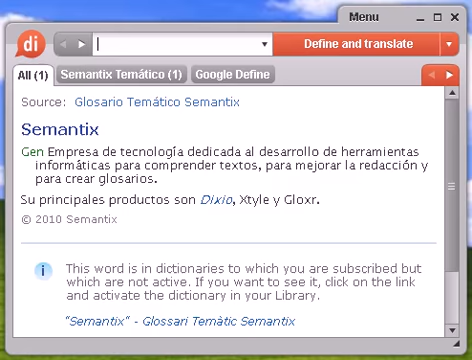 Menu
di
Define and translate
All (1) Semantix Temático (1) Google Define
Source: Glosario Temático Semantix
Semantix
Gen Empresa de tecnología dedicada al desarrollo de herramientas
informáticas para comprender textos, para mejorar la redacción y
para crear glosarios.
Su principales productos son Dixio, Xtyle y Gloxr.
© 2010 Semantix
i
This word is in dictionaries to which you are subscribed but
which are not active. If you want to see it, click on the link
and activate the dictionary in your Library.
"Semantix" - Glossari Temàtic Semantix